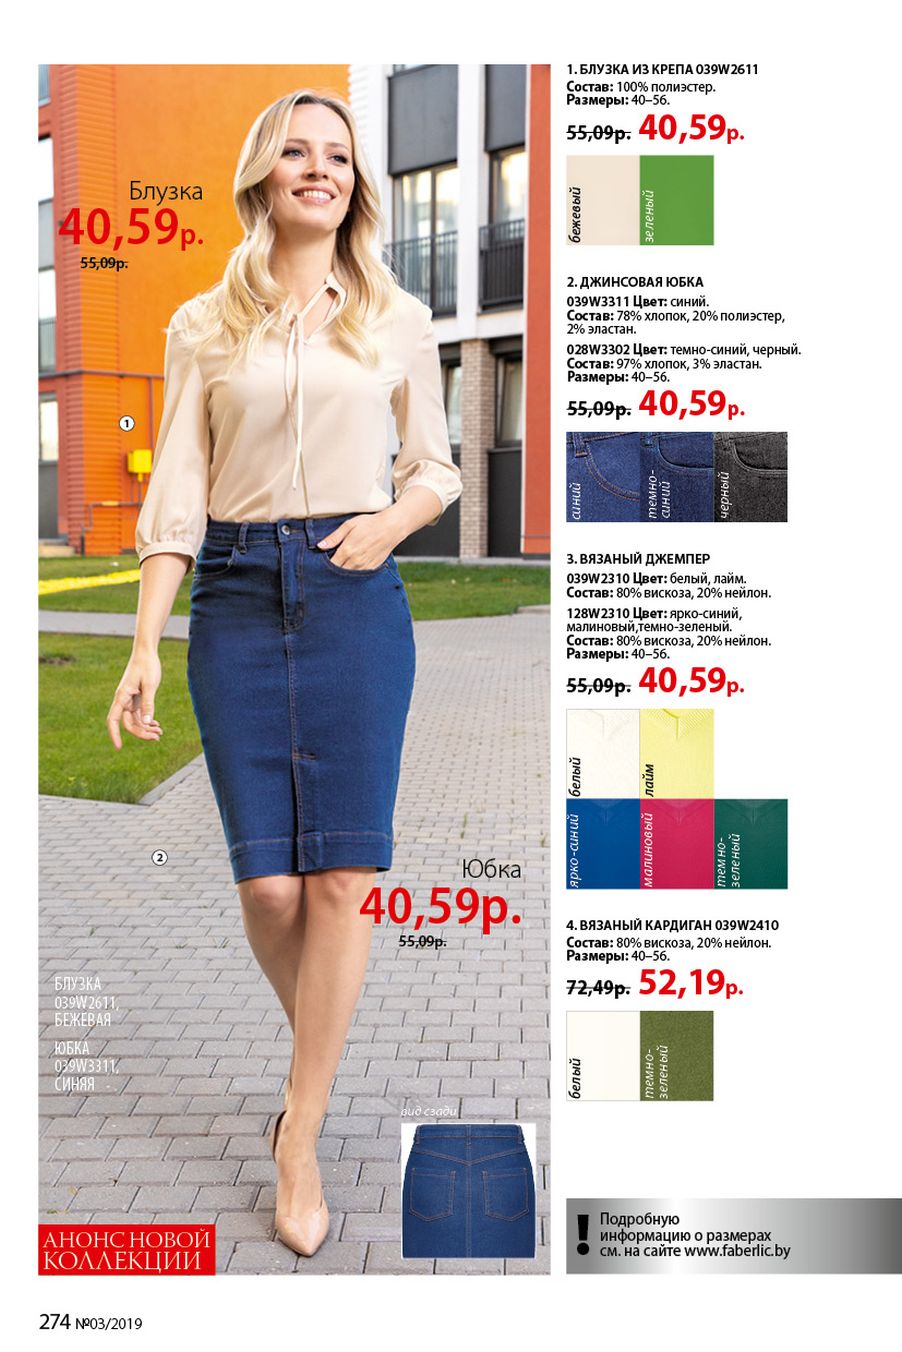 Блузка
40,59р.
55,09р.
1
2
Юбка
40,59р.
55,09р.
БЛУЗКА
039W2611,
БЕЖЕВАЯ
ЮБКА
039W3311,
СИНЯЯ
вид сзади
АНОНС НОВОЙ
КОЛЛЕКЦИИ
274 №03/2019
1. БЛУЗКА ИЗ КРЕПА 039W2611
Состав: 100% полиэстер.
Размеры: 40–56.
55,09р. 40,59р.
бежевый
зеленый
2. ДЖИНСОВАЯ ЮБКА
039W3311 Цвет: синий.
Состав: 78% хлопок, 20% полиэстер,
2% эластан.
028W3302 Цвет: темно-синий, черный.
Состав: 97% хлопок, 3% эластан.
Размеры: 40–56.
55,09р. 40,59р.
синий
темно-
синий
черный
3. ВЯЗАНЫЙ ДЖЕМПЕР
039W2310 Цвет: белый, лайм.
Состав: 80% вискоза, 20% нейлон.
128W2310 Цвет: ярко-синий,
малиновый,темно-зеленый.
Состав: 80% вискоза, 20% нейлон.
Размеры: 40–56.
55,09р. 40,59р.
белый
лайм
ярко-синий
малиновый
темно-
зеленый
4. ВЯЗАНЫЙ КАРДИГАН 039W2410
Состав: 80% вискоза, 20% нейлон.
Размеры: 40–56.
72,49р. 52,19р.
белый
темно-
зеленый
! Подробную
информацию о размерах
см. на сайте www.faberlic.by